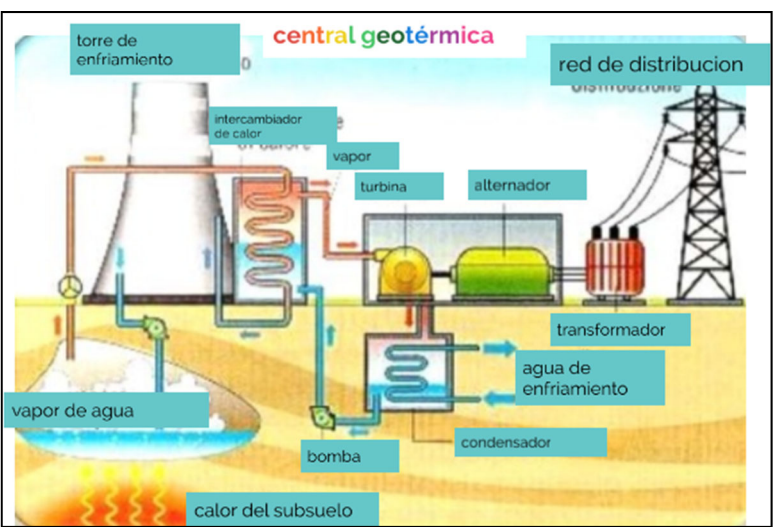 central geotérmica
torre de
enfriamiento
red de distribucion
intercambiador
de calor
vapor
turbina
alternador
transformador
agua de
enfriamiento
vapor de agua
condensador
bomba
calor del subsuelo